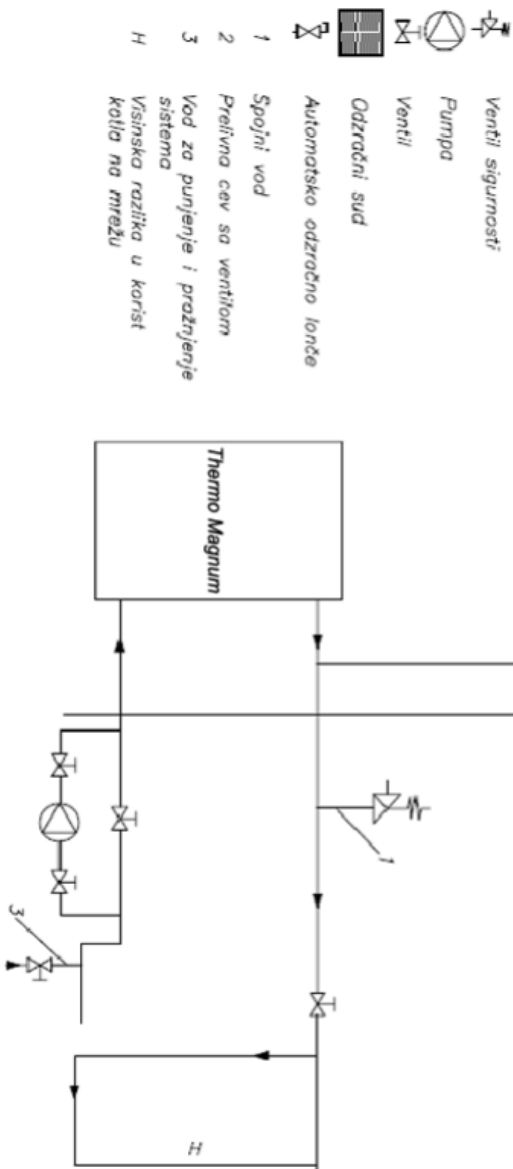 Ventil sigurnosti
Pumpa
Ventil
Odzračni sud
Automatsko odzračno lonče
1 Spojni vod
2 Prelivna cev sa ventilom
3 Vod za punjenje i pražnjenje
sistema
H Visinska razlika u korist
kotla na mrežu
Thermo Magnum
1
3
H